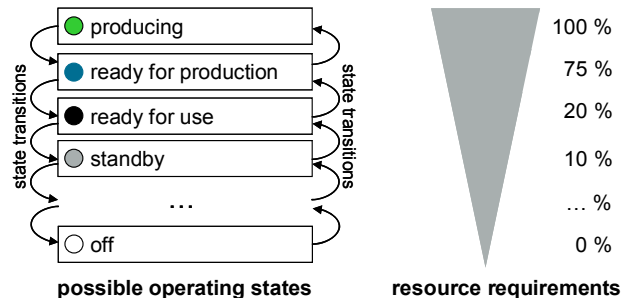 producing
100 %
ready for production
75 %
ready for use
20 %
standby
10 %
...
... %
off
0 %
state transitions
state transitions
possible operating states
resource requirements